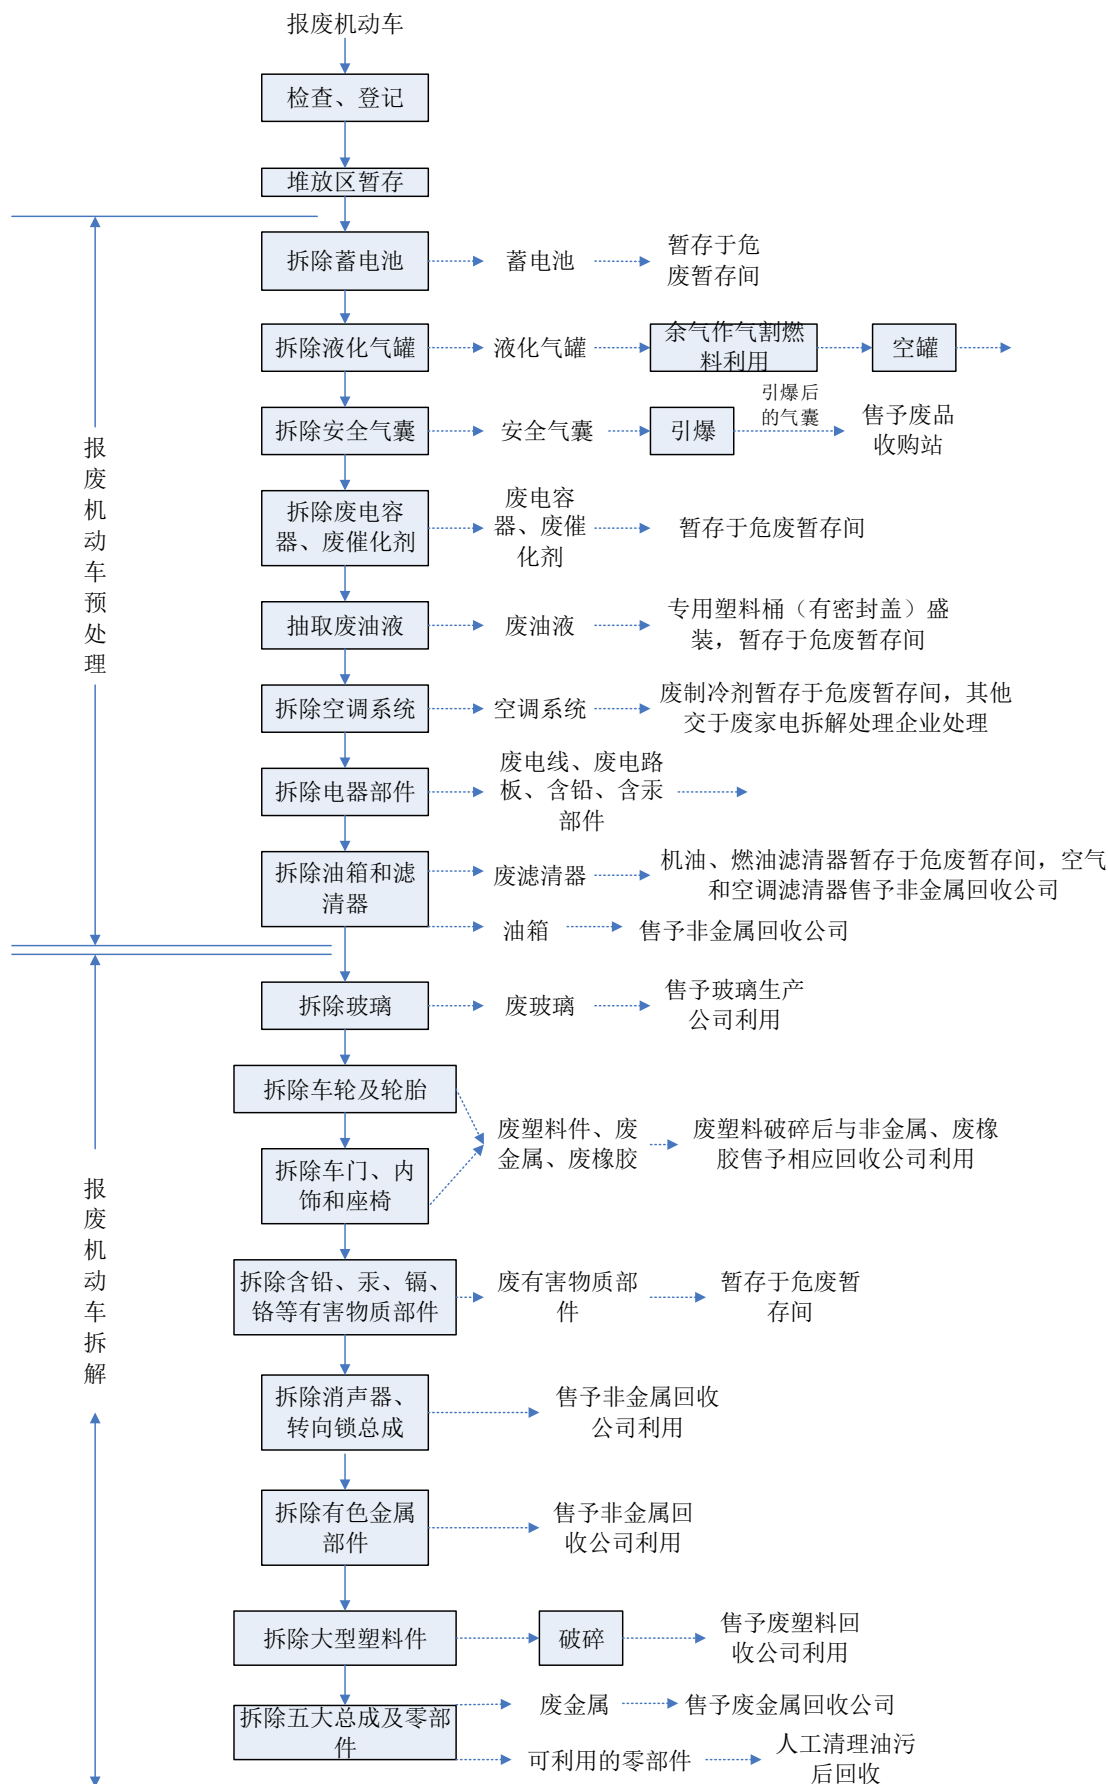 报废机动车
检查、登记
堆放区暂存
报废机动车预处理
拆除蓄电池
蓄电池
暂存于危
废暂存间
拆除液化气罐
液化气罐
余气作气割燃
料利用
空罐
拆除安全气囊
安全气囊
引爆
引爆后
的气囊
售予废品
收购站
拆除废电容
器、废催化剂
废电容
器、废催
化剂
暂存于危废暂存间
抽取废油液
废油液
专用塑料桶（有密封盖）盛
装，暂存于危废暂存间
拆除空调系统
空调系统
废制冷剂暂存于危废暂存间，其他
交于废家电拆解处理企业处理
拆除电器部件
废电线、废电路
板、含铅、含汞
部件
拆除油箱和滤
清器
废滤清器
机油、燃油滤清器暂存于危废暂存间，空气
和空调滤清器售予非金属回收公司
油箱
售予非金属回收公司
报废机动车拆解
拆除玻璃
废玻璃
售予玻璃生产
公司利用
拆除车轮及轮胎
拆除车门、内
饰和座椅
废塑料件、废
金属、废橡胶
废塑料破碎后与非金属、废橡
胶售予相应回收公司利用
拆除含铅、汞、镉、
铬等有害物质部件
废有害物质部
件
暂存于危废暂
存间
拆除消声器、
转向锁总成
售予非金属回收
公司利用
拆除有色金属
部件
售予非金属回
收公司利用
拆除大型塑料件
破碎
售予废塑料回
收公司利用
拆除五大总成及零部
件
废金属
售予废金属回收公司
可利用的零部件
人工清理油污
后回收